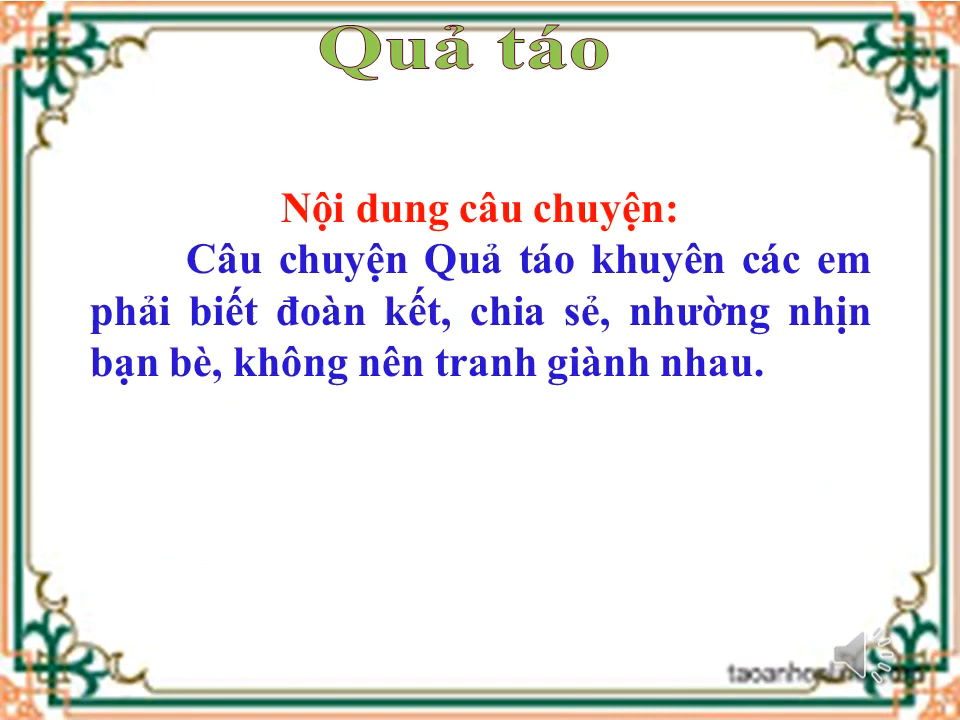 Quả táo
Nội dung câu chuyện:
Câu chuyện Quả táo khuyên các em
phải biết đoàn kết, chia sẻ, nhường nhịn
bạn bè, không nên tranh giành nhau.